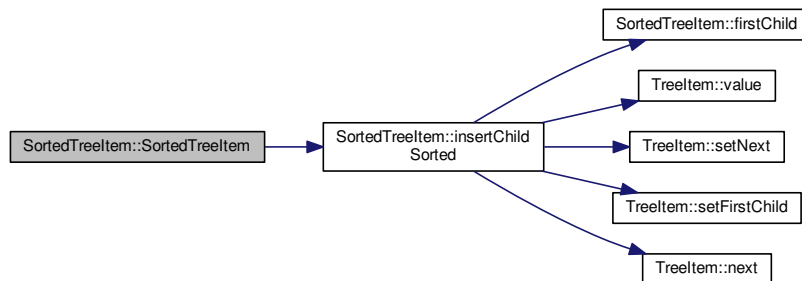 SortedTreeItem::SortedTreeItem
SortedTreeItem::insertChild
Sorted
SortedTreeItem::firstChild
TreeItem::value
TreeItem::setNext
TreeItem::setFirstChild
TreeItem::next